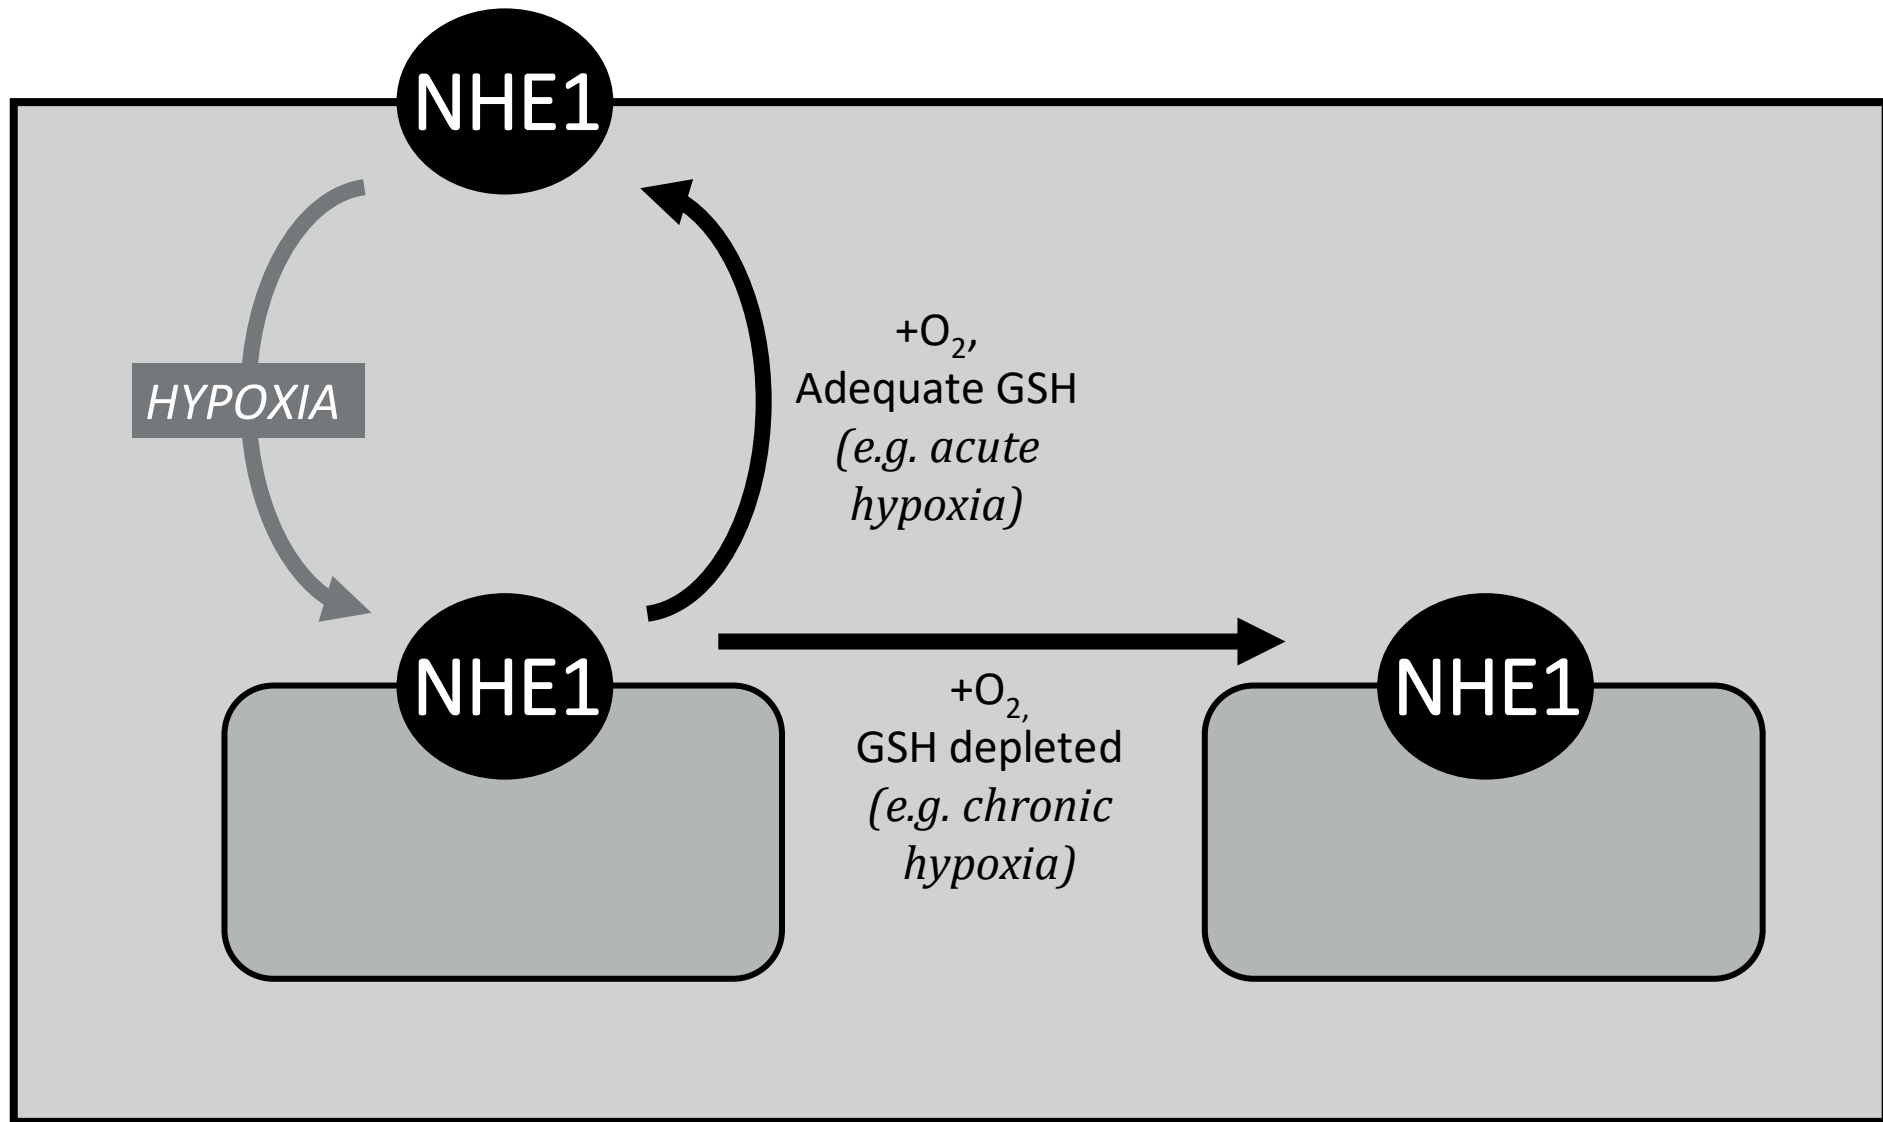 NHE1
HYPOXIA
+O₂,
Adequate GSH
(e.g. acute
hypoxia)
NHE1
+O₂,
GSH depleted
(e.g. chronic
hypoxia)
NHE1